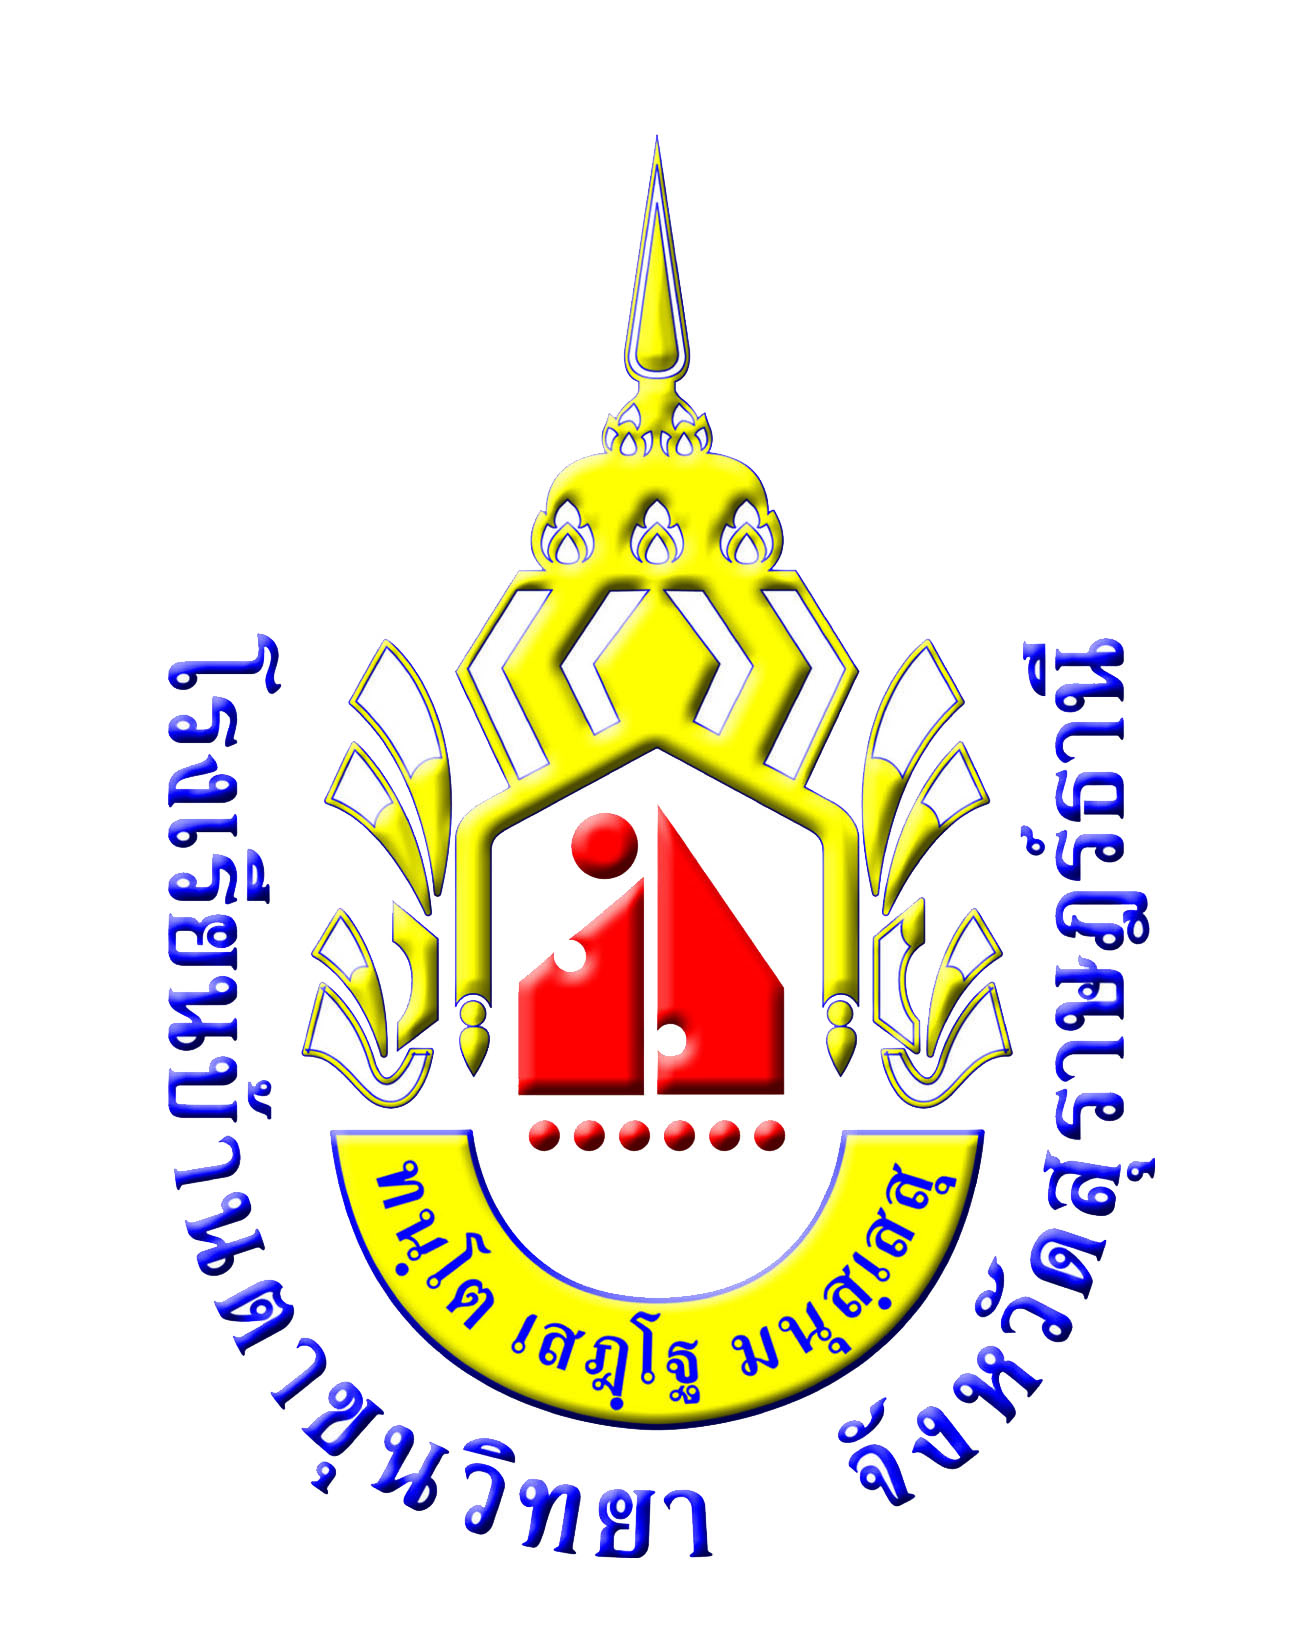 โรงเรียนบ้านตาขุนวิทยา
จังหวัดสุราษฎร์ธานี
ทนฺโต เสฏฺโฐ มนุสฺเสสุ